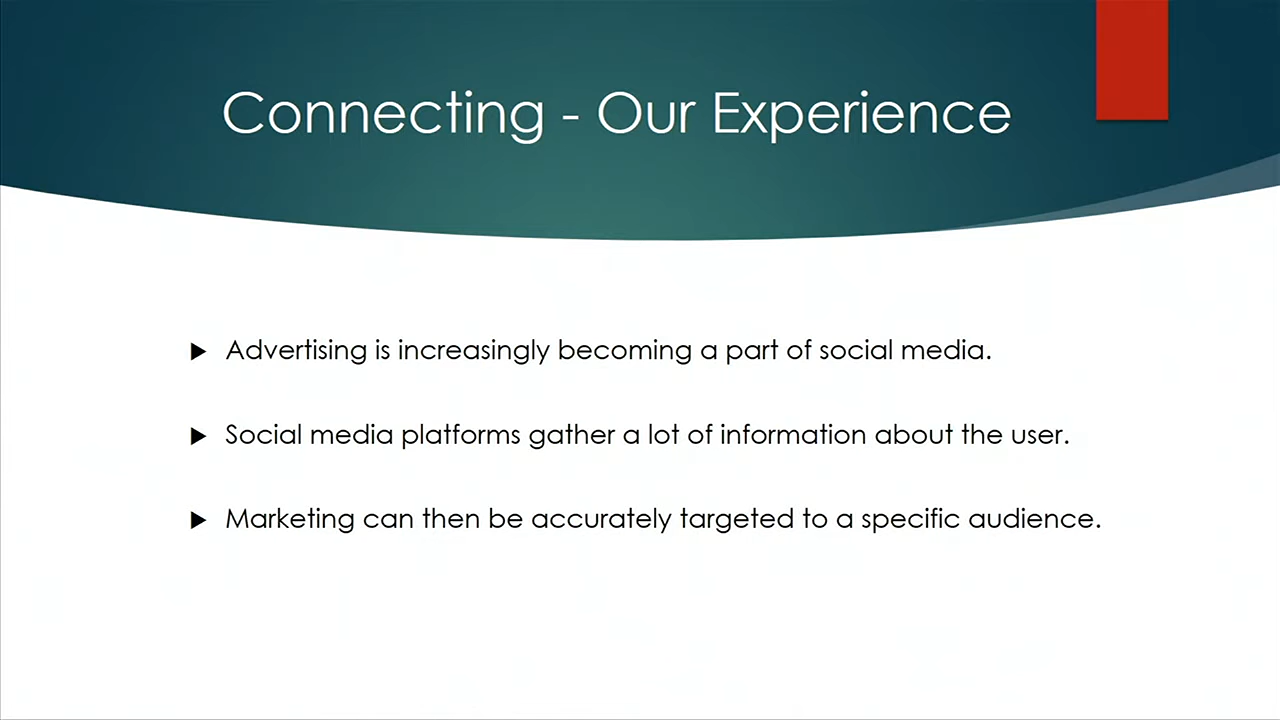 Connecting - Our Experience
Advertising is increasingly becoming a part of social media.
Social media platforms gather a lot of information about the user.
Marketing can then be accurately targeted to a specific audience.